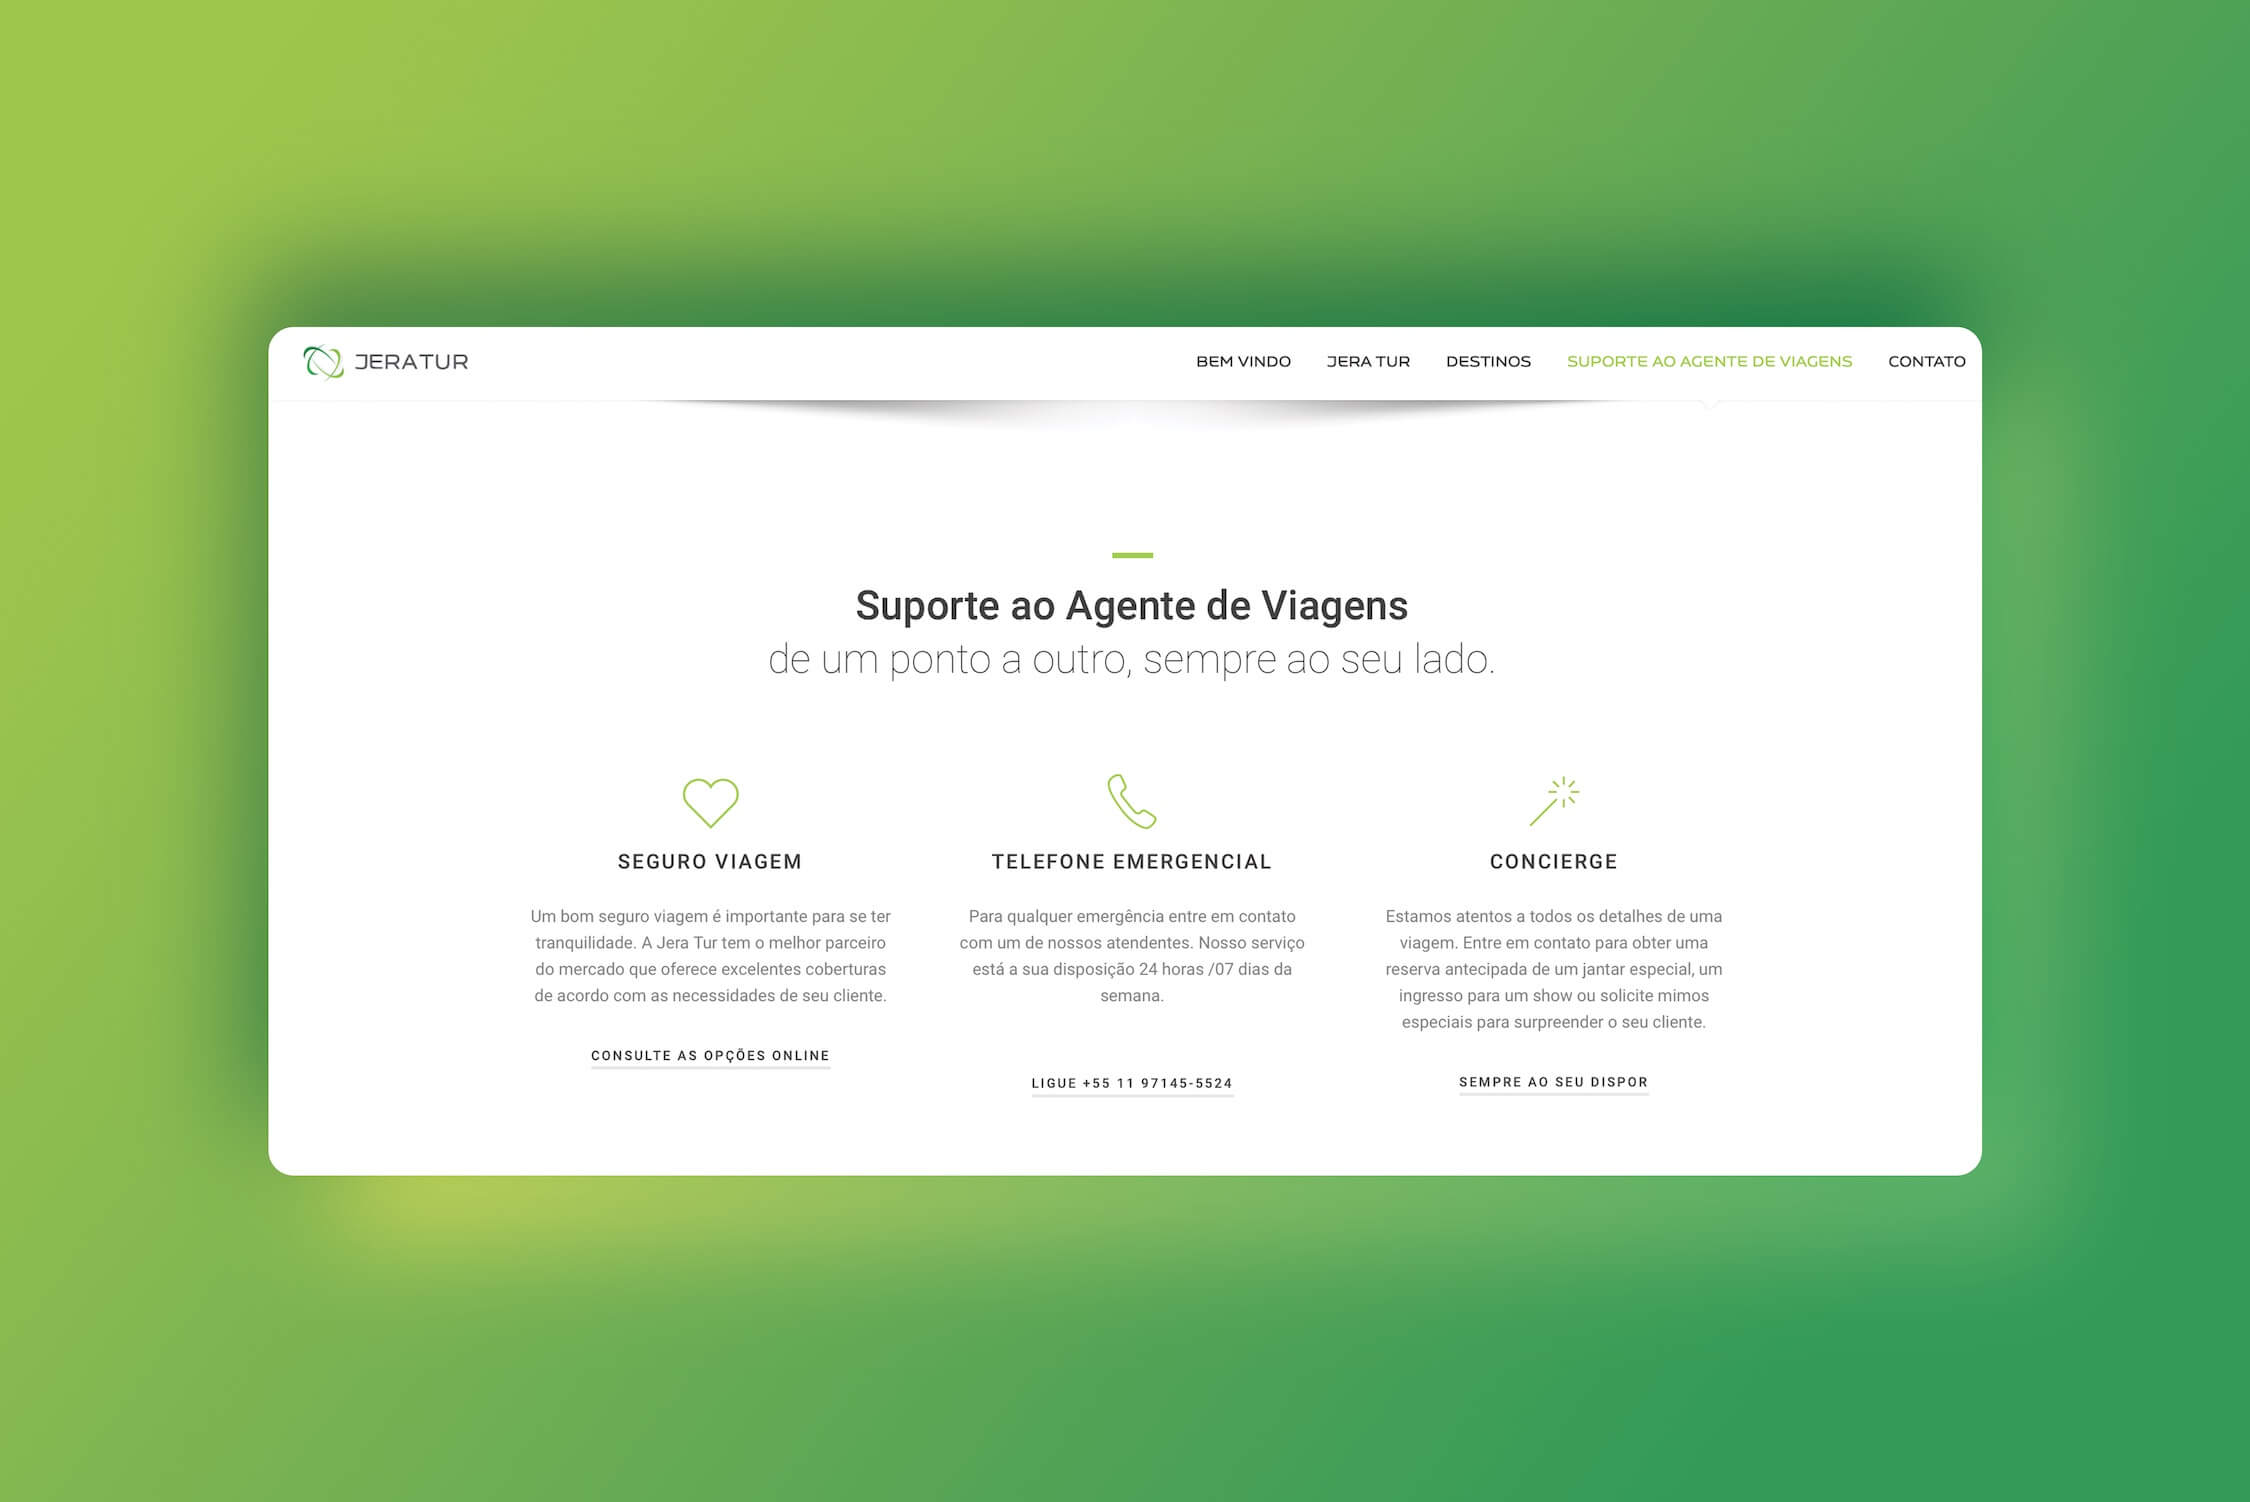 JERATUR
BEM VINDO JERA TUR DESTINOS SUPORTE AO AGENTE DE VIAGENS CONTATO
Suporte ao Agente de Viagens
de um ponto a outro, sempre ao seu lado.
SEGURO VIAGEM
Um bom seguro viagem é importante para se ter
tranquilidade. A Jera Tur tem o melhor parceiro
do mercado que oferece excelentes coberturas
de acordo com as necessidades de seu cliente.
CONSULTE AS OPÇÕES ONLINE
TELEFONE EMERGENCIAL
Para qualquer emergência entre em contato
com um de nossos atendentes. Nosso serviço
está a sua disposição 24 horas /07 dias da
semana.
LIGUE +55 11 97145-5524
CONCIERGE
Estamos atentos a todos os detalhes de uma
viagem. Entre em contato para obter uma
reserva antecipada de um jantar especial, um
ingresso para um show ou solicite mimos
especiais para surpreender o seu cliente.
SEMPRE AO SEU DISPOR